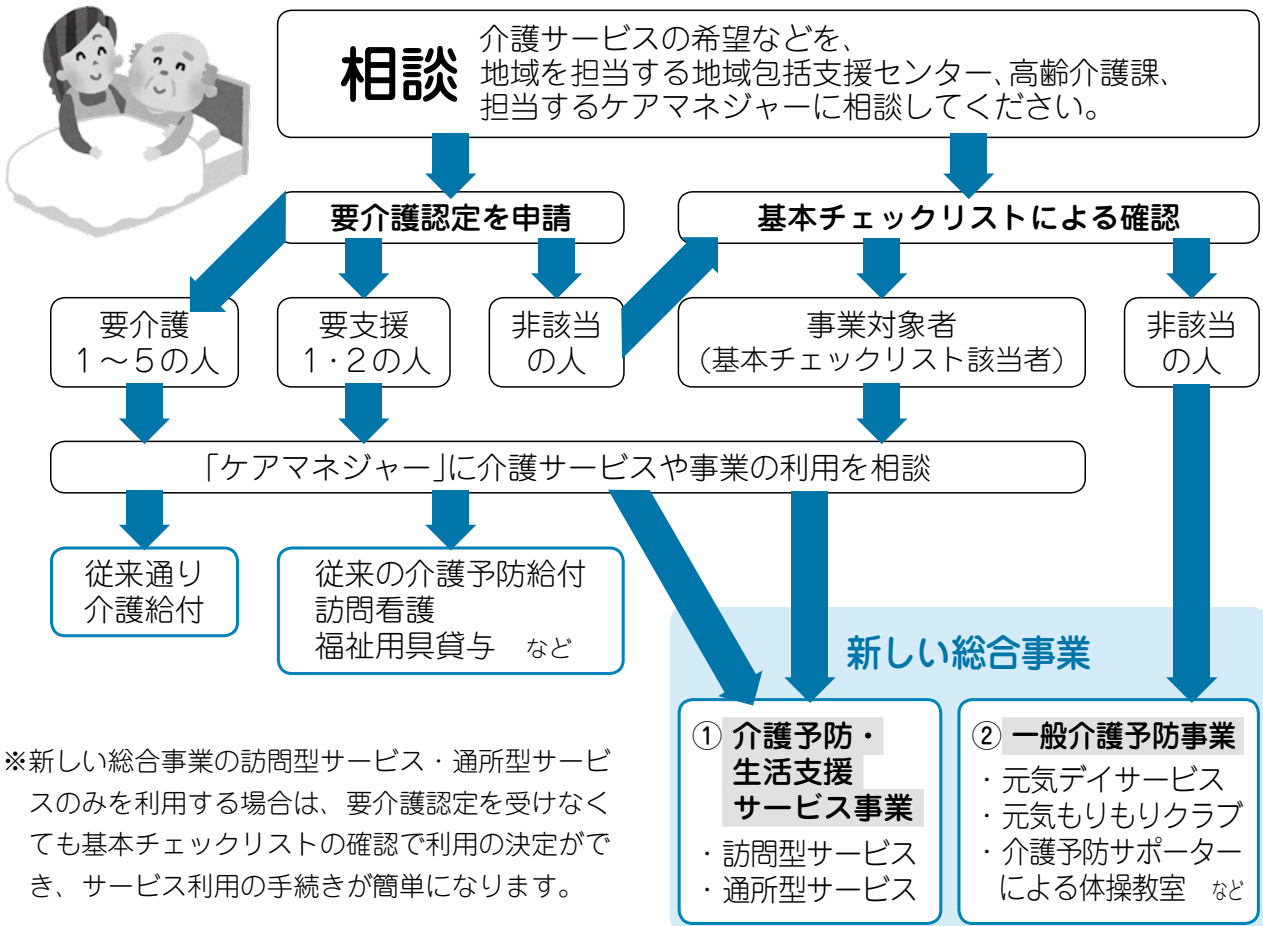 相談
介護サービスの希望などを、
地域を担当する地域包括支援センター、高齢介護課、
担当するケアマネジャーに相談してください。
要介護認定を申請
基本チェックリストによる確認
要介護
1~5の人
要支援
1・2の人
非該当
の人
事業対象者
(基本チェックリスト該当者)
非該当
の人
「ケアマネジャー」に介護サービスや事業の利用を相談
従来通り
介護給付
従来の介護予防給付
訪問看護
福祉用具貸与 など
新しい総合事業
① 介護予防・
生活支援
サービス事業
・訪問型サービス
・通所型サービス
② 一般介護予防事業
・元気デイサービス
・元気もりもりクラブ
・介護予防サポーター
による体操教室 など
※新しい総合事業の訪問型サービス・通所型サービ
スのみを利用する場合は、要介護認定を受けなく
ても基本チェックリストの確認で利用の決定がで
き、サービス利用の手続きが簡単になります。